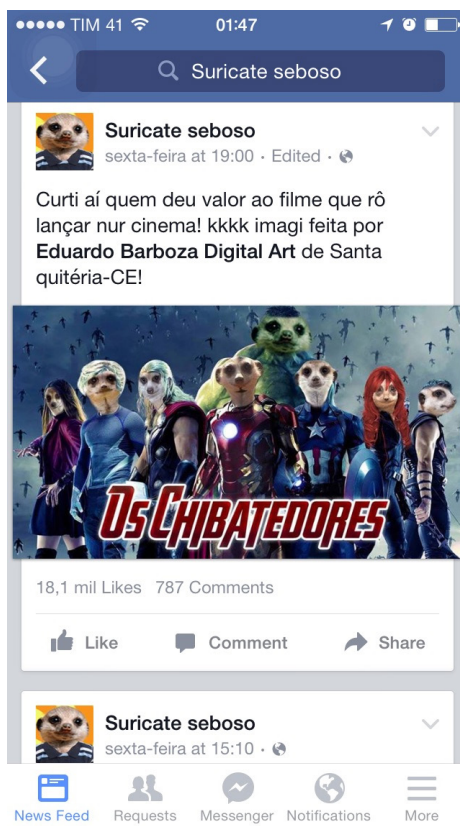 TIM 41 01:47
Suricate seboso
Suricate seboso
sexta-feira at 19:00 · Edited ·
Curti aí quem deu valor ao filme que rô
lançar nur cinema! kkkk imagi feita por
Eduardo Barboza Digital Art de Santa
quitéria-CE!
OS CHIBATEDORES
18,1 mil Likes 787 Comments
Like Comment Share
Suricate seboso
sexta-feira at 15:10 ·
News Feed Requests Messenger Notifications More